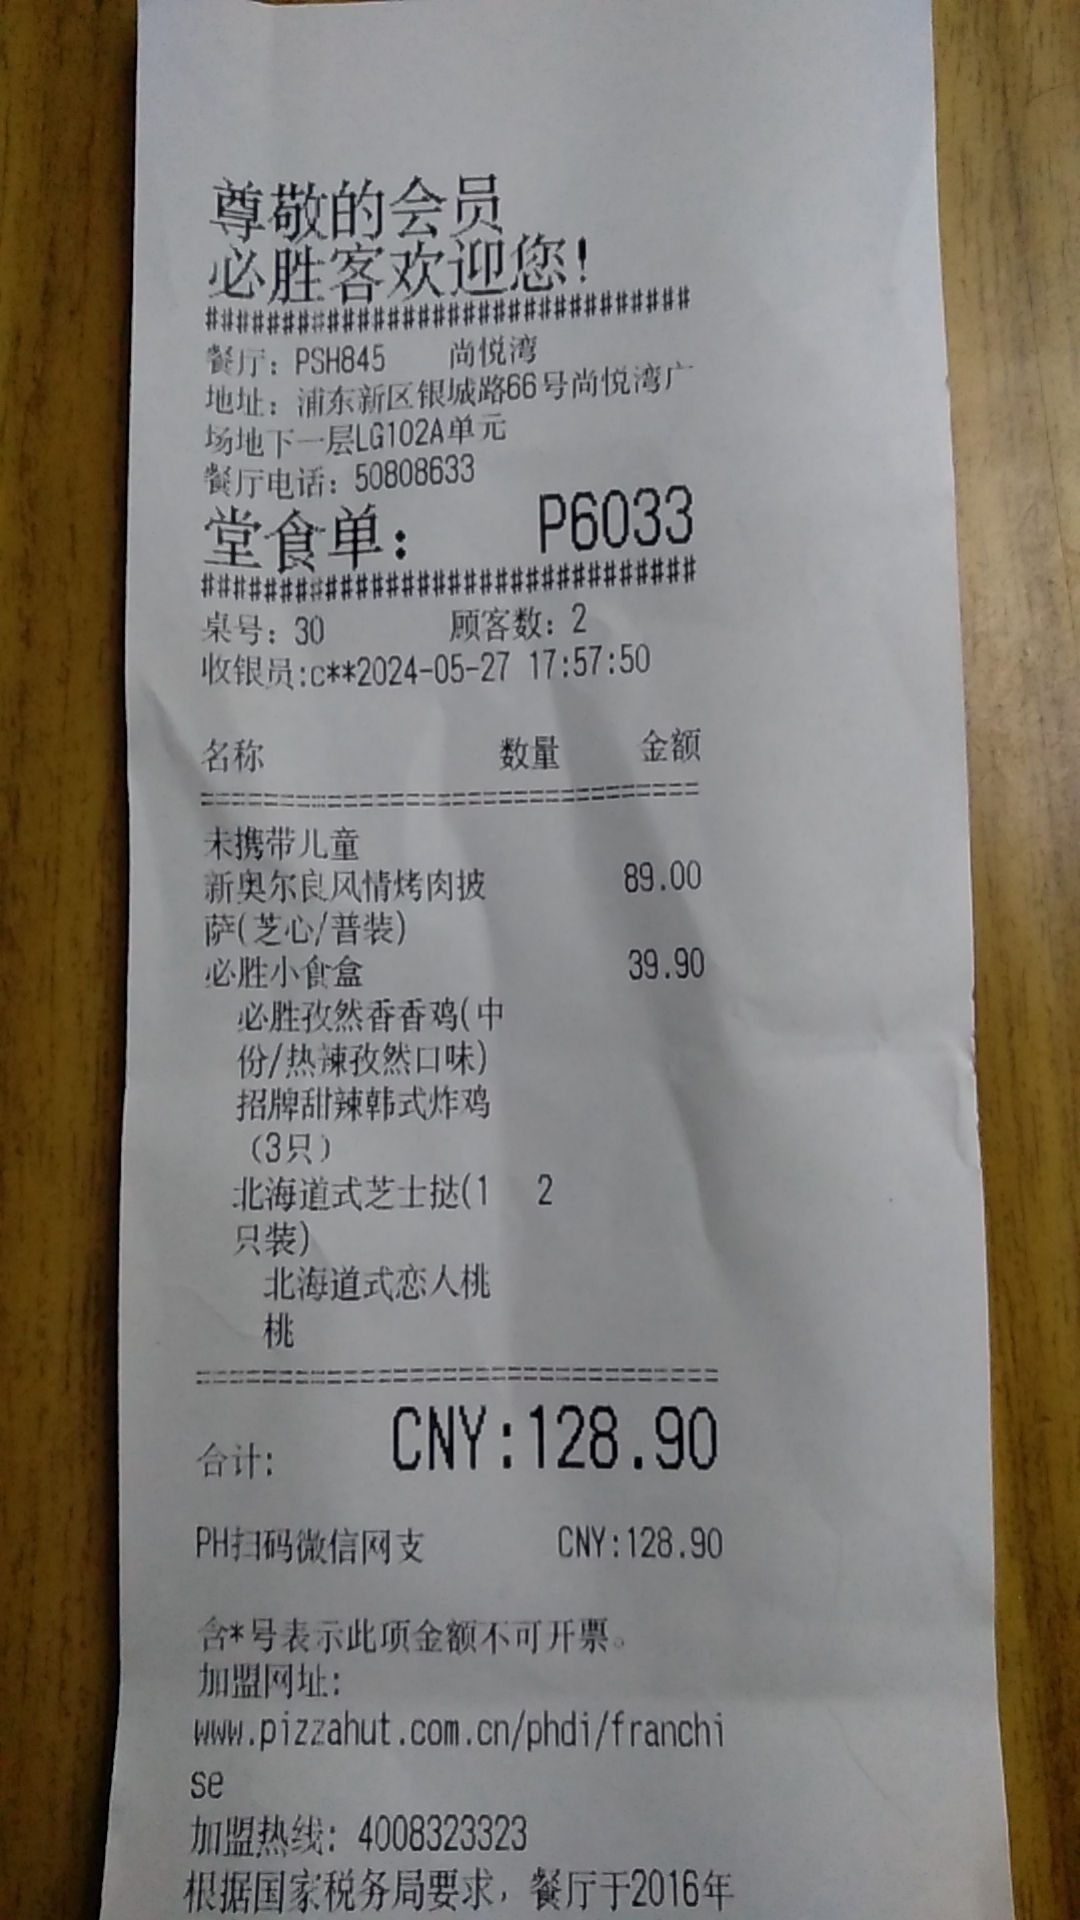 尊敬的会员
必胜客欢迎您!
################################
餐厅: PSH845 尚悦湾
地址: 浦东新区银城路66号尚悦湾广
场地下一层LG102A单元
餐厅电话: 50808633
堂食单: P6033
################################
桌号: 30 顾客数: 2
收银员:c**2024-05-27 17:57:50
名称 数量 金额
================================
未携带儿童
新奥尔良风情烤肉披 89.00
萨(芝心/普装)
必胜小食盒 39.90
必胜孜然香香鸡(中
份/热辣孜然口味)
招牌甜辣韩式炸鸡
（3只）
北海道式芝士挞(1 2
只装)
北海道式恋人桃
桃
================================
合计: CNY:128.90
PH扫码微信网支 CNY:128.90
含*号表示此项金额不可开票。
加盟网址:
www.pizzahut.com.cn/phdi/franchi
se
加盟热线: 4008323323
根据国家税务局要求，餐厅于2016年